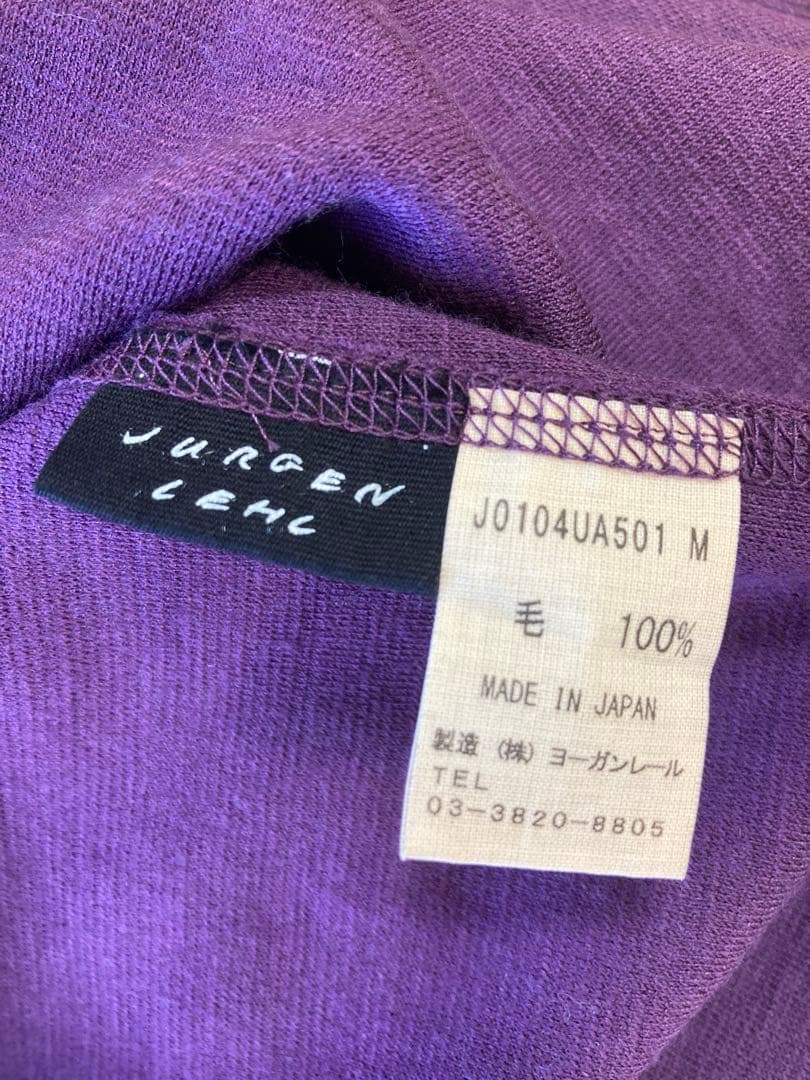 JURGEN
LEHL
J0104UA501 M
毛 100%
MADE IN JAPAN
製造 (株) ヨーガンレール
TEL
03-3820-8805